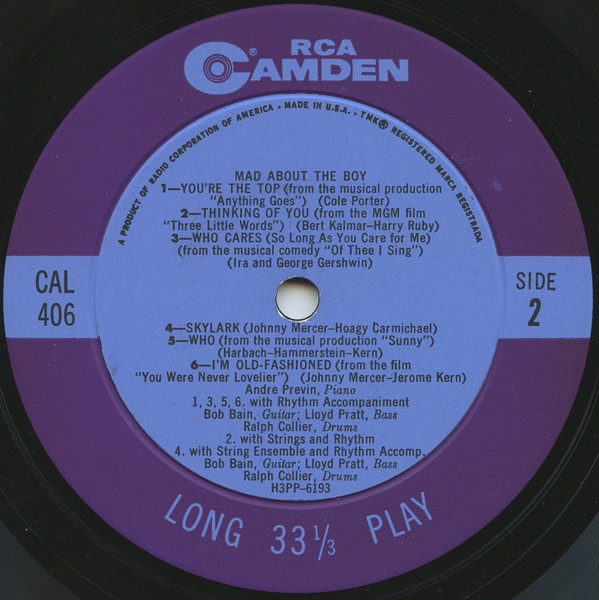 RCA
CAMDEN®
A PRODUCT OF RADIO CORPORATION OF AMERICA • MADE IN U.S.A. • TMK® REGISTERED MARCA REGISTRADA
MAD ABOUT THE BOY
1—YOU'RE THE TOP (from the musical production
"Anything Goes") (Cole Porter)
2—THINKING OF YOU (from the MGM film
"Three Little Words") (Bert Kalmar-Harry Ruby)
3—WHO CARES (So Long As You Care for Me)
(from the musical comedy "Of Thee I Sing")
(Ira and George Gershwin)
CAL
406
SIDE
2
4—SKYLARK (Johnny Mercer-Hoagy Carmichael)
5—WHO (from the musical production "Sunny")
(Harbach-Hammerstein-Kern)
6—I'M OLD-FASHIONED (from the film
"You Were Never Lovelier") (Johnny Mercer-Jerome Kern)
Andre Previn, Piano
1, 3, 5, 6. with Rhythm Accompaniment
Bob Bain, Guitar; Lloyd Pratt, Bass
Ralph Collier, Drums
2. with Strings and Rhythm
4. with String Ensemble and Rhythm Accomp.
Bob Bain, Guitar; Lloyd Pratt, Bass
Ralph Collier, Drums
H3PP-6193
LONG 33 1/3 PLAY